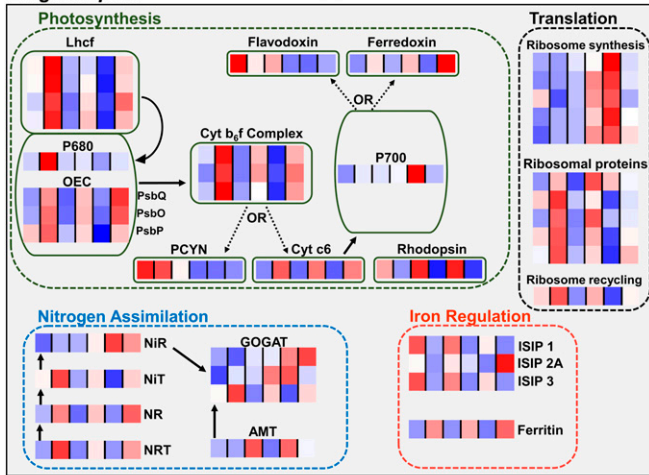 Photosynthesis
Translation
Lhcf
Flavodoxin
Ferredoxin
Ribosome synthesis
OR
P680
Cyt b6f Complex
P700
OEC
PsbQ
PsbO
PsbP
Ribosomal proteins
OR
PCYN
Cyt c6
Rhodopsin
Ribosome recycling
Nitrogen Assimilation
Iron Regulation
NiR
GOGAT
ISIP 1
ISIP 2A
ISIP 3
NiT
NR
AMT
NRT
Ferritin